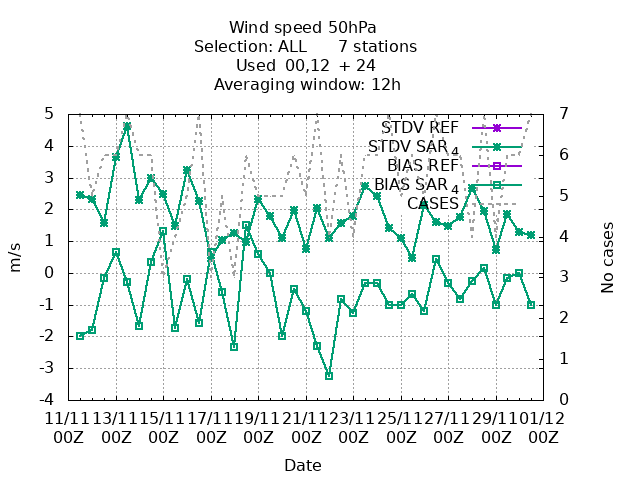 Wind speed 50hPa
Selection: ALL 7 stations
Used 00,12 + 24
Averaging window: 12h
5 7
4 6
3 5
2 4
1 3
0 2
-1 1
-2 0
-3
-4
STDV REF
STDV SAR 4
BIAS REF
BIAS SAR 4
CASES
m/s
No cases
11/11 13/11 15/11 17/11 19/11 21/11 23/11 25/11 27/11 29/11 01/12
00Z 00Z 00Z 00Z 00Z 00Z 00Z 00Z 00Z 00Z 00Z
Date